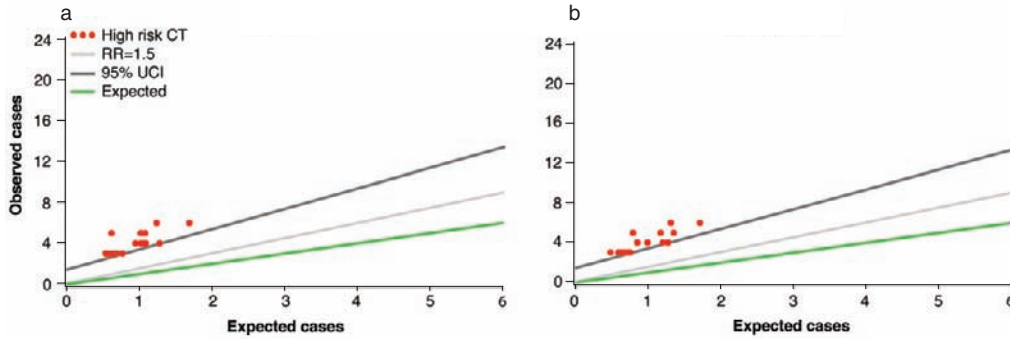 a
24
20
16
12
8
4
0
Observed cases
High risk CT
RR=1.5
95% UCI
Expected
0 1 2 3 4 5 6
Expected cases
b
24
20
16
12
8
4
0
0 1 2 3 4 5 6
Expected cases